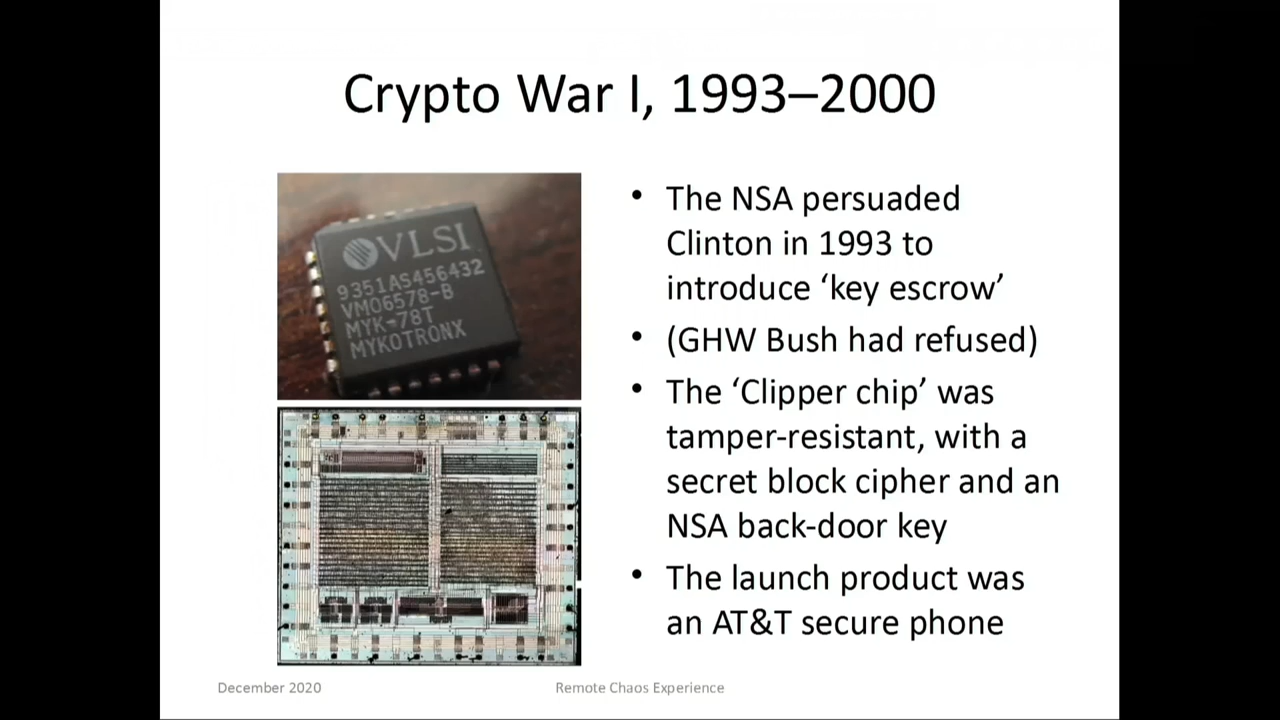 Crypto War I, 1993–2000
VLSI
9351AS456432
VM06578-B
MYK-78T
MYKOTRONX
• The NSA persuaded
Clinton in 1993 to
introduce ‘key escrow’
• (GHW Bush had refused)
• The ‘Clipper chip’ was
tamper-resistant, with a
secret block cipher and an
NSA back-door key
• The launch product was
an AT&T secure phone
December 2020
Remote Chaos Experience